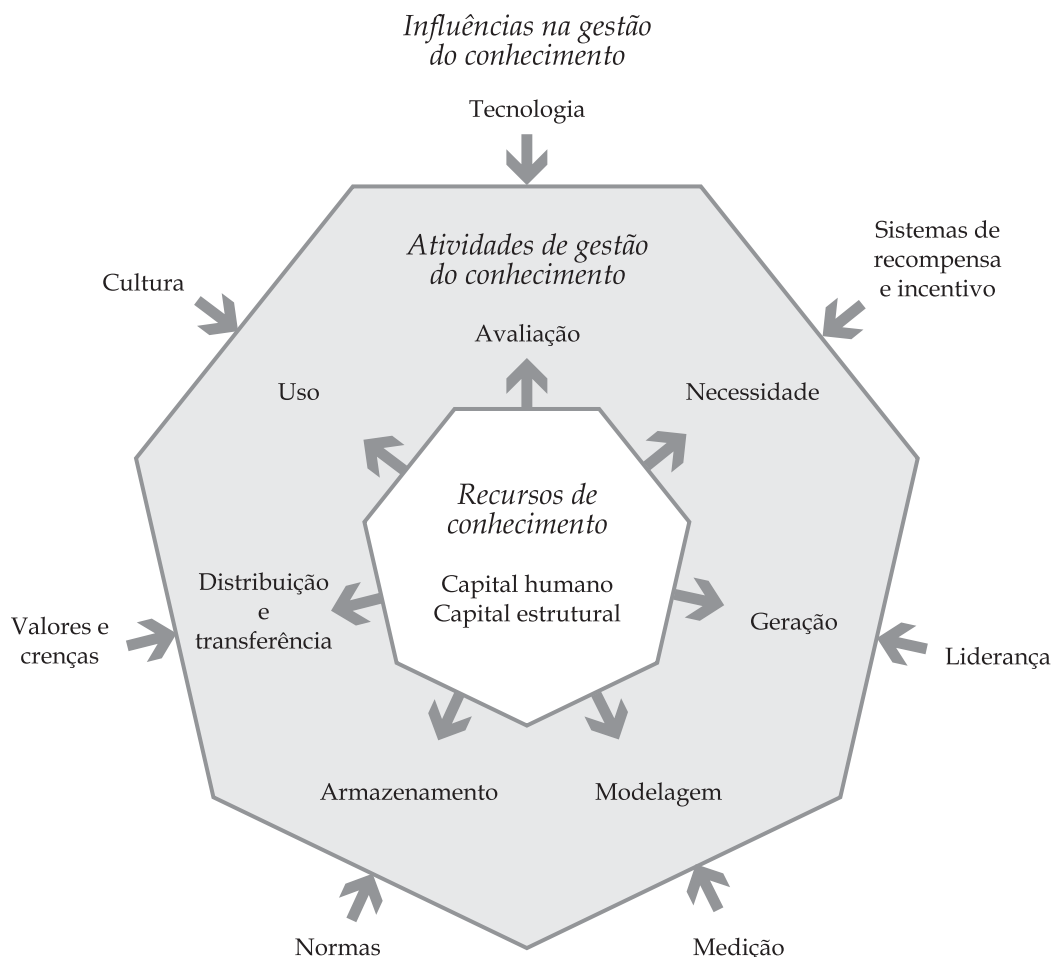 Influências na gestão
do conhecimento
Tecnologia
Sistemas de
recompensa
e incentivo
Cultura
Atividades de gestão
do conhecimento
Avaliação
Uso
Necessidade
Recursos de
conhecimento
Capital humano
Capital estrutural
Distribuição
e
transferência
Geração
Valores e
crenças
Liderança
Armazenamento
Modelagem
Normas
Medição